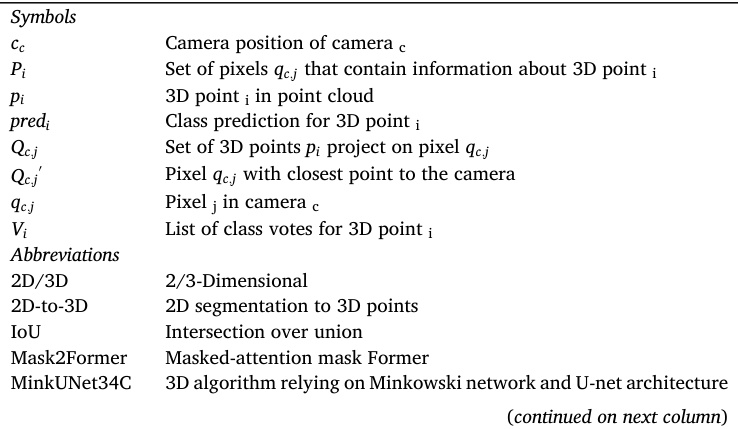 Symbols
c_c Camera position of camera _c
P_i Set of pixels q_{c,j} that contain information about 3D point _i
p_i 3D point _i in point cloud
pred_i Class prediction for 3D point _i
Q_{c,j} Set of 3D points p_i project on pixel q_{c,j}
Q_{c,j}′ Pixel q_{c,j} with closest point to the camera
q_{c,j} Pixel _j in camera _c
V_i List of class votes for 3D point _i
Abbreviations
2D/3D 2/3-Dimensional
2D-to-3D 2D segmentation to 3D points
IoU Intersection over union
Mask2Former Masked-attention mask Former
MinkUNet34C 3D algorithm relying on Minkowski network and U-net architecture
(continued on next column)